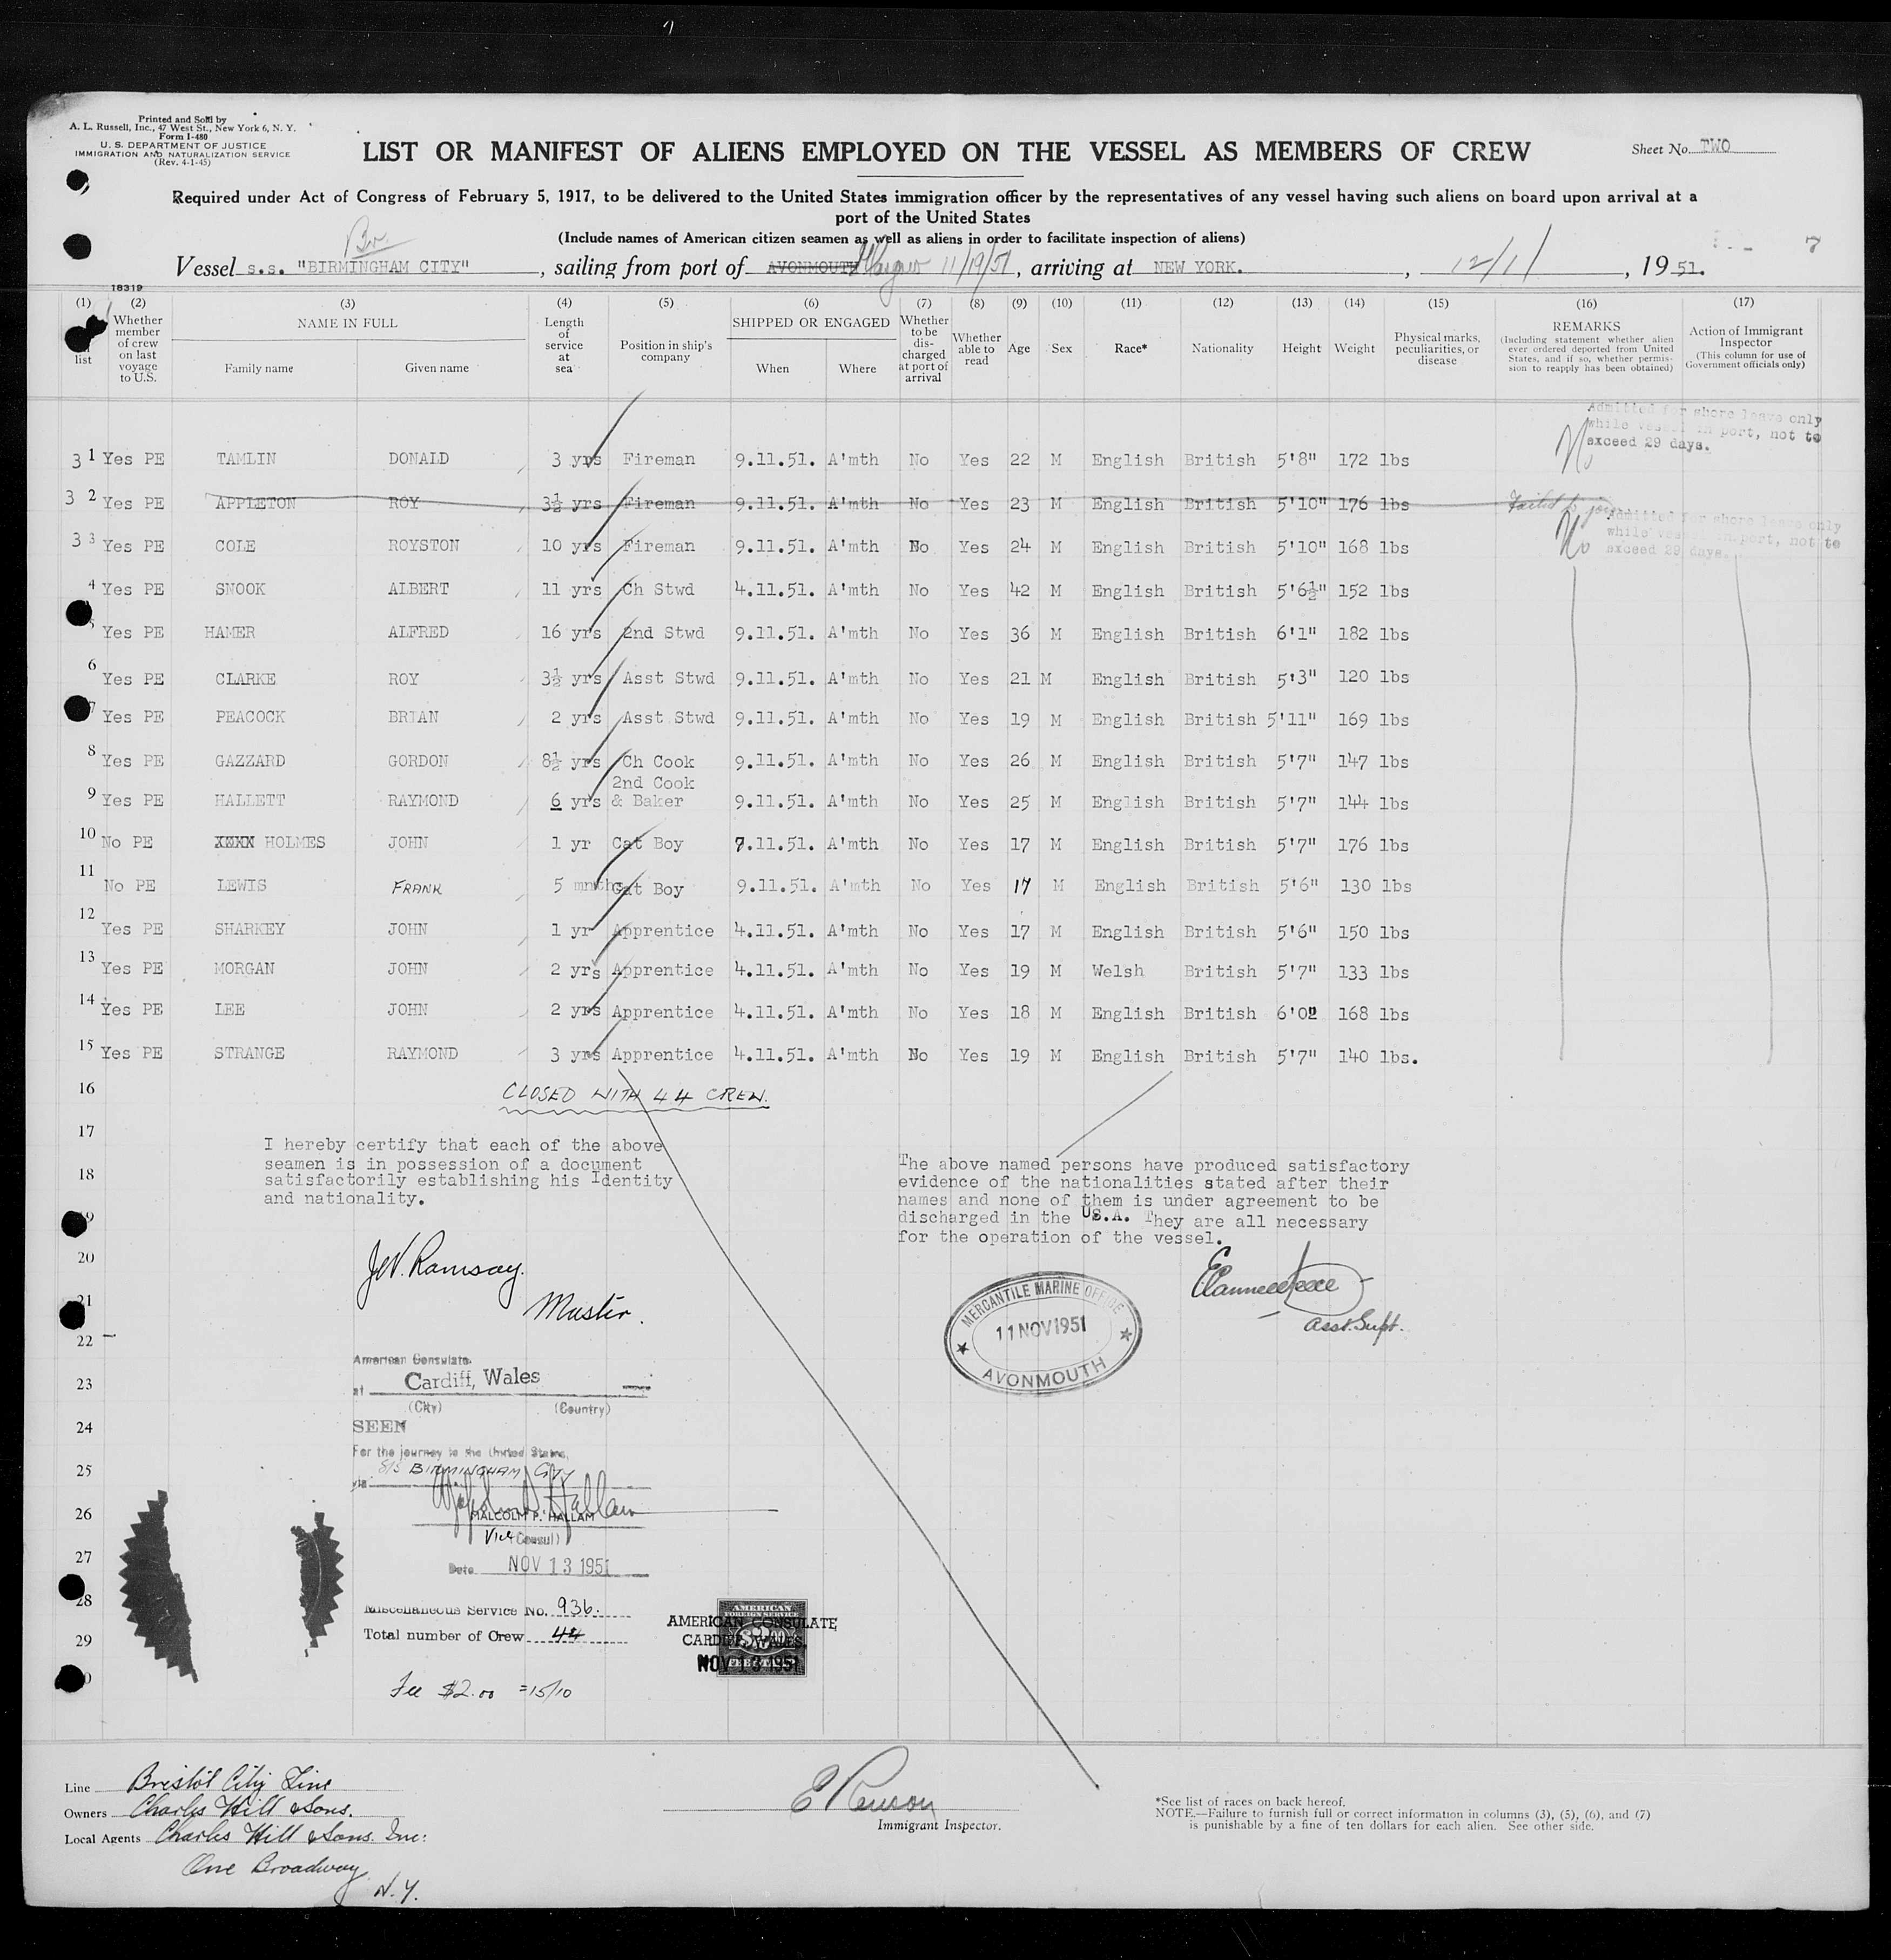 Printed and Sold by
A. L. Russell, Inc., 47 West St., New York 6, N. Y.
Form I-480
U. S. DEPARTMENT OF JUSTICE
IMMIGRATION AND NATURALIZATION SERVICE
(Rev. 4-1-45)
LIST OR MANIFEST OF ALIENS EMPLOYED ON THE VESSEL AS MEMBERS OF CREW
Sheet No. TWO
Required under Act of Congress of February 5, 1917, to be delivered to the United States immigration officer by the representatives of any vessel having such aliens on board upon arrival at a
port of the United States
(Include names of American citizen seamen as well as aliens in order to facilitate inspection of aliens)
Br.
7
Vessel s.s. "BIRMINGHAM CITY", sailing from port of AVONMOUTH 11/19/51, arriving at NEW YORK., 12/1/, 1951.
18319
(1) (2) (3) (4) (5) (6) (7) (8) (9) (10) (11) (12) (13) (14) (15) (16) (17)
list
Whether member of crew on last voyage to U.S.
NAME IN FULL
Family name Given name
Length of service at sea
Position in ship's company
SHIPPED OR ENGAGED
When Where
Whether to be discharged at port of arrival
Whether able to read
Age Sex Race* Nationality Height Weight
Physical marks, peculiarities, or disease
REMARKS
(Including statement whether alien ever ordered deported from United States, and if so, whether permission to reapply has been obtained)
Action of Immigrant Inspector
(This column for use of Government officials only)
Admitted for shore leave only
while vessel in port, not to
exceed 29 days.
3 1 Yes PE TAMLIN DONALD 3 yrs Fireman 9.11.51. A'mth No Yes 22 M English British 5'8" 172 lbs No
3 2 Yes PE APPLETON ROY 3½ yrs Fireman 9.11.51. A'mth No Yes 23 M English British 5'10" 176 lbs Failed to join
Admitted for shore leave only
while vessel in port, not to
exceed 29 days.
3 3 Yes PE COLE ROYSTON 10 yrs Fireman 9.11.51. A'mth No Yes 24 M English British 5'10" 168 lbs No
4 Yes PE SNOOK ALBERT 11 yrs Ch Stwd 4.11.51. A'mth No Yes 42 M English British 5'6½" 152 lbs
5 Yes PE HAMER ALFRED 16 yrs 2nd Stwd 9.11.51. A'mth No Yes 36 M English British 6'1" 182 lbs
6 Yes PE CLARKE ROY 3½ yrs Asst Stwd 9.11.51. A'mth No Yes 21 M English British 5'3" 120 lbs
7 Yes PE PEACOCK BRIAN 2 yrs Asst Stwd 9.11.51. A'mth No Yes 19 M English British 5'11" 169 lbs
8 Yes PE GAZZARD GORDON 8½ yrs Ch Cook 9.11.51. A'mth No Yes 26 M English British 5'7" 147 lbs
2nd Cook
9 Yes PE HALLETT RAYMOND 6 yrs & Baker 9.11.51. A'mth No Yes 25 M English British 5'7" 144 lbs
10 No PE XXXX HOLMES JOHN 1 yr Cat Boy 7.11.51. A'mth No Yes 17 M English British 5'7" 176 lbs
11 No PE LEWIS FRANK 5 mnths Cat Boy 9.11.51. A'mth No Yes 17 M English British 5'6" 130 lbs
12 Yes PE SHARKEY JOHN 1 yr Apprentice 4.11.51. A'mth No Yes 17 M English British 5'6" 150 lbs
13 Yes PE MORGAN JOHN 2 yrs Apprentice 4.11.51. A'mth No Yes 19 M Welsh British 5'7" 133 lbs
14 Yes PE LEE JOHN 2 yrs Apprentice 4.11.51. A'mth No Yes 18 M English British 6'0" 168 lbs
15 Yes PE STRANGE RAYMOND 3 yrs Apprentice 4.11.51. A'mth No Yes 19 M English British 5'7" 140 lbs.
16 CLOSED WITH 44 CREW.
17
18
19
20
21
22
23
24
25
26
27
28
29
I hereby certify that each of the above
seamen is in possession of a document
satisfactorily establishing his Identity
and nationality.
J.W. Ramsay.
Master.
The above named persons have produced satisfactory
evidence of the nationalities stated after their
names and none of them is under agreement to be
discharged in the US.A. They are all necessary
for the operation of the vessel.
Asst. Supt.
MERCANTILE MARINE OFFICE
11 NOV 1951
AVONMOUTH
American Consulate
at Cardiff, Wales
(City) (Country)
SEEN
For the journey to the United States,
via S/S BIRMINGHAM CITY
MALCOLM P. HALLAM
Vice (Consul)
Date NOV 13 1951
Miscellaneous Service No. 936.
Total number of Crew 44
Fee $2.00 =15/10
AMERICAN
FOREIGN SERVICE
FEE STAMP
AMERICAN CONSULATE
CARDIFF, WALES.
NOV 13 1951
Line Bristol City Line
Owners Charles Hill & Sons.
Local Agents Charles Hill & Sons. Inc:
One Broadway
N.Y.
Immigrant Inspector.
*See list of races on back hereof.
NOTE.—Failure to furnish full or correct information in columns (3), (5), (6), and (7)
is punishable by a fine of ten dollars for each alien. See other side.